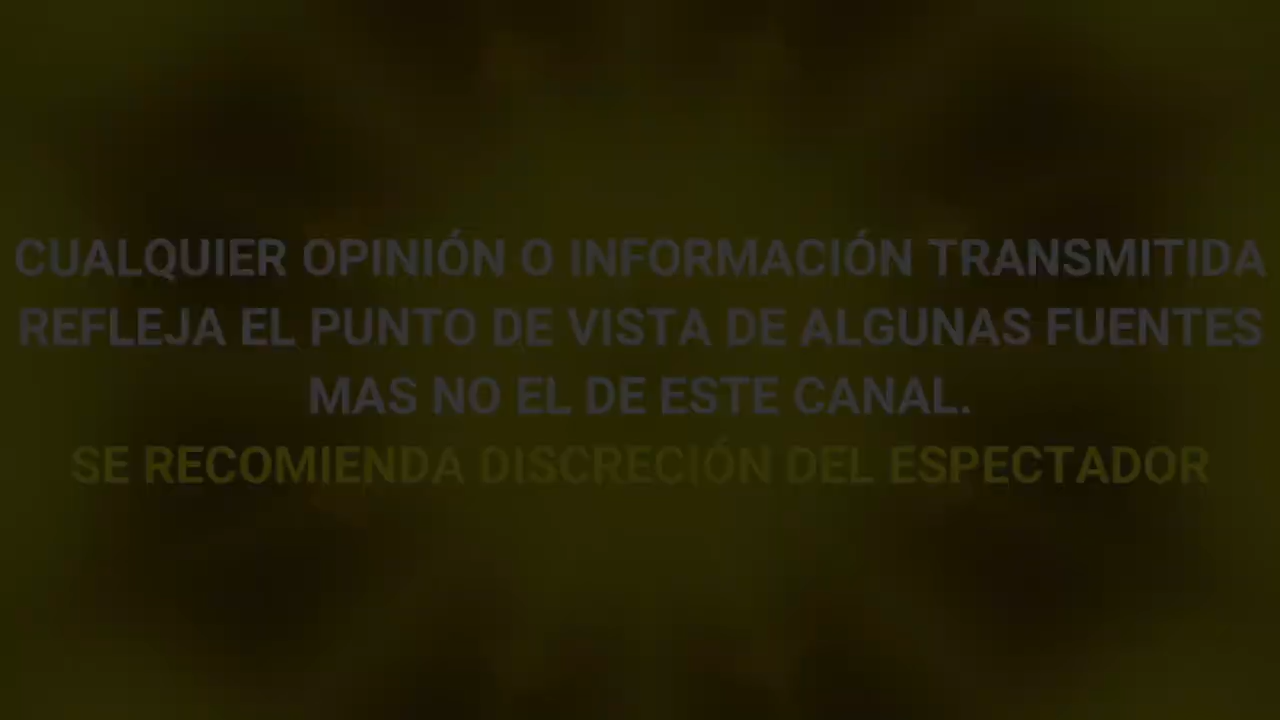 CUALQUIER OPINIÓN O INFORMACIÓN TRANSMITIDA
REFLEJA EL PUNTO DE VISTA DE ALGUNAS FUENTES
MAS NO EL DE ESTE CANAL.
SE RECOMIENDA DISCRECIÓN DEL ESPECTADOR